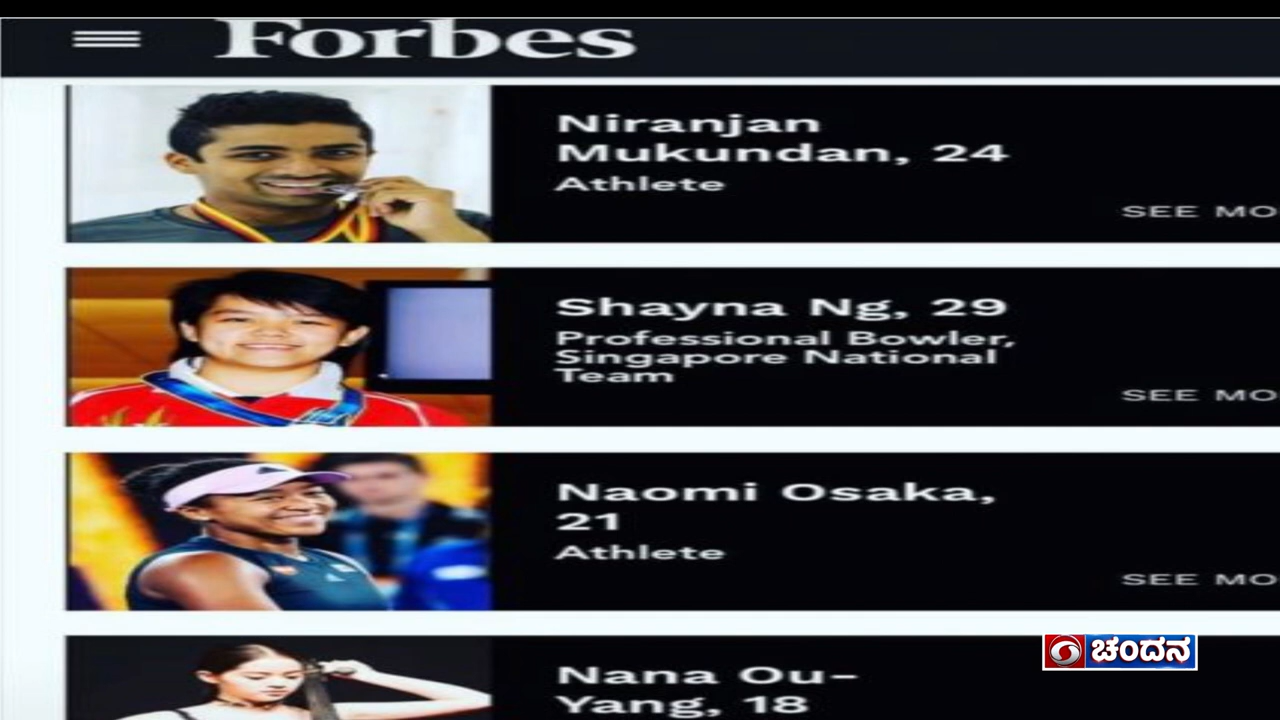 Forbes
Niranjan
Mukundan, 24
Athlete
SEE MO
Shayna Ng, 29
Professional Bowler,
Singapore National
Team
SEE MO
Naomi Osaka,
21
Athlete
SEE MO
Nana Ou-
Yang, 18
ಚಂದನ